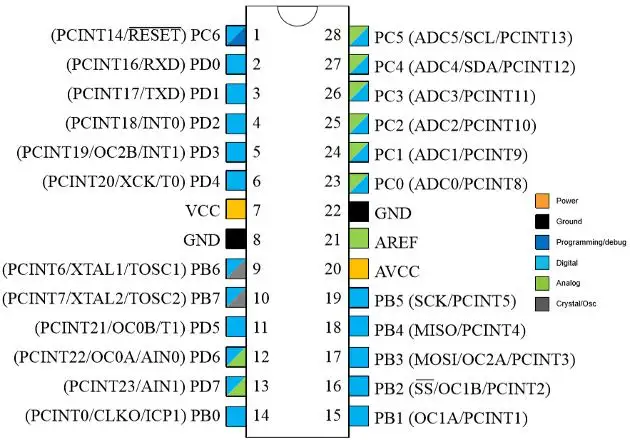 (PCINT14/RESET) PC6 1 28 PC5 (ADC5/SCL/PCINT13)
(PCINT16/RXD) PD0 2 27 PC4 (ADC4/SDA/PCINT12)
(PCINT17/TXD) PD1 3 26 PC3 (ADC3/PCINT11)
(PCINT18/INT0) PD2 4 25 PC2 (ADC2/PCINT10)
(PCINT19/OC2B/INT1) PD3 5 24 PC1 (ADC1/PCINT9)
(PCINT20/XCK/T0) PD4 6 23 PC0 (ADC0/PCINT8)
VCC 7 22 GND
GND 8 21 AREF
(PCINT6/XTAL1/TOSC1) PB6 9 20 AVCC
(PCINT7/XTAL2/TOSC2) PB7 10 19 PB5 (SCK/PCINT5)
(PCINT21/OC0B/T1) PD5 11 18 PB4 (MISO/PCINT4)
(PCINT22/OC0A/AIN0) PD6 12 17 PB3 (MOSI/OC2A/PCINT3)
(PCINT23/AIN1) PD7 13 16 PB2 (SS/OC1B/PCINT2)
(PCINT0/CLKO/ICP1) PB0 14 15 PB1 (OC1A/PCINT1)
Power
Ground
Programming/debug
Digital
Analog
Crystal/Osc